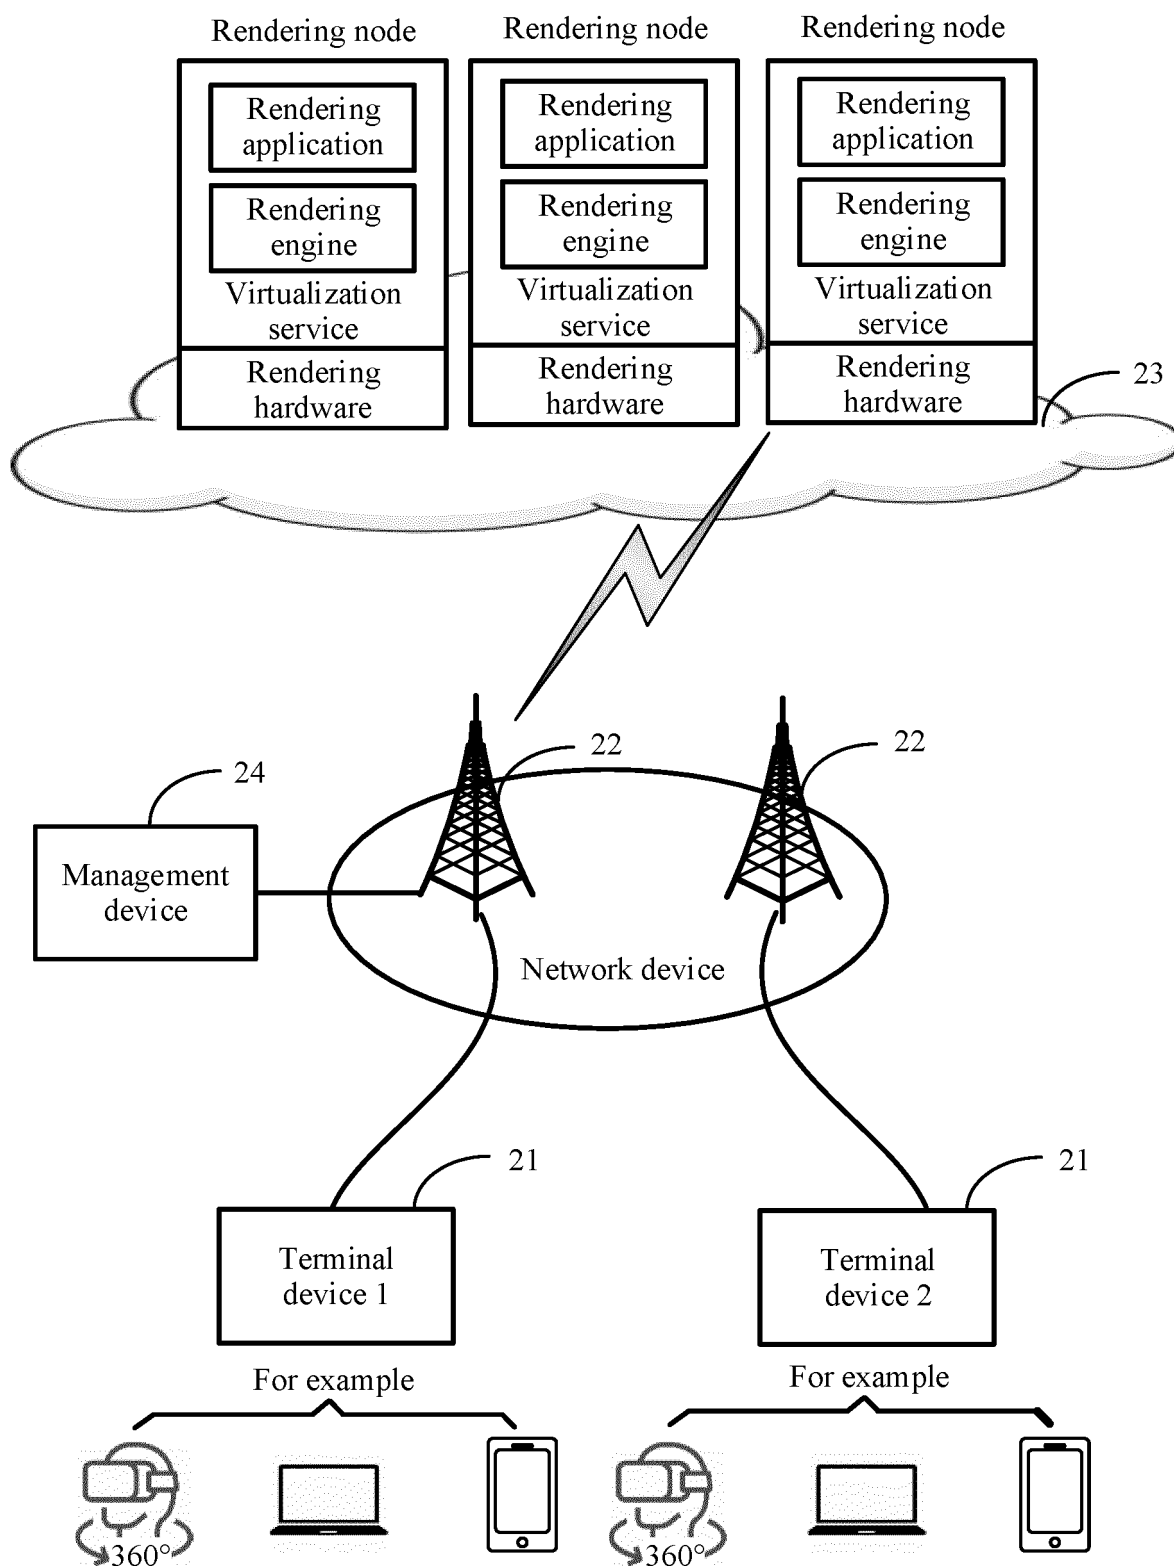 Rendering node
Rendering node
Rendering node
Rendering
application
Rendering
engine
Virtualization
service
Rendering
hardware
Rendering
application
Rendering
engine
Virtualization
service
Rendering
hardware
Rendering
application
Rendering
engine
Virtualization
service
Rendering
hardware
23
22
22
24
Management
device
Network device
21
21
Terminal
device 1
Terminal
device 2
For example
For example
360°
360°